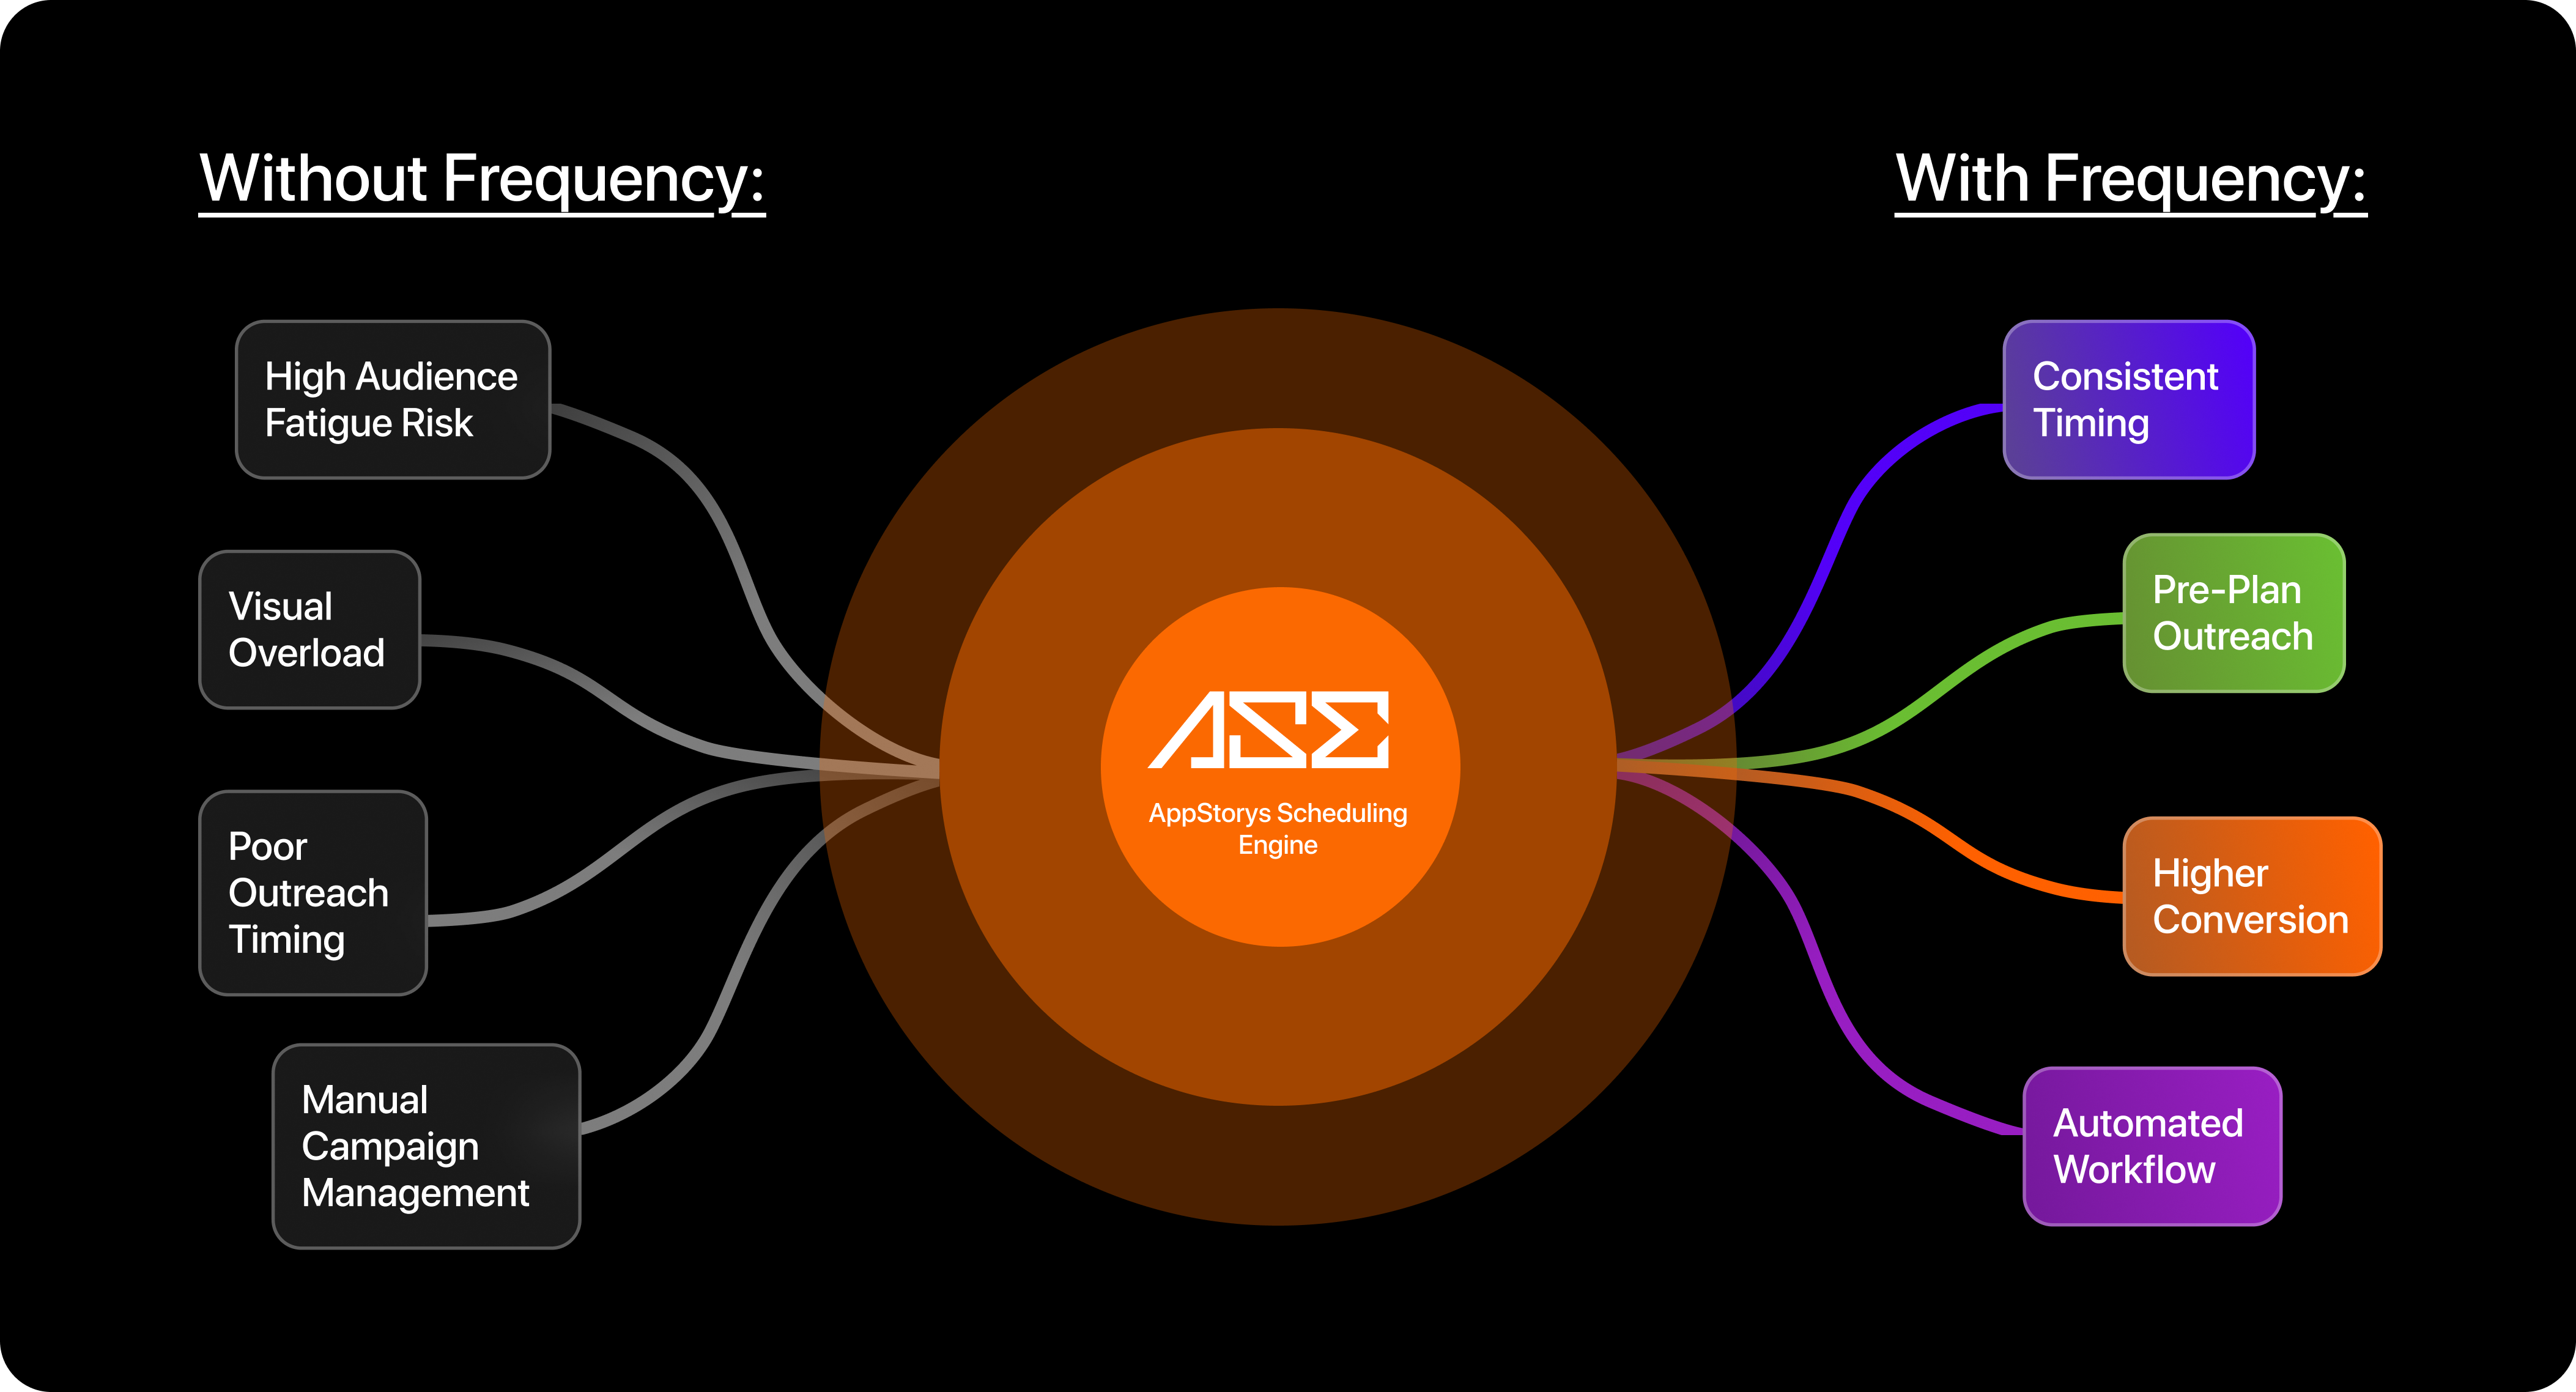 Without Frequency:
High Audience
Fatigue Risk
Visual
Overload
Poor
Outreach
Timing
Manual
Campaign
Management
ASE
AppStorys Scheduling
Engine
With Frequency:
Consistent
Timing
Pre-Plan
Outreach
Higher
Conversion
Automated
Workflow